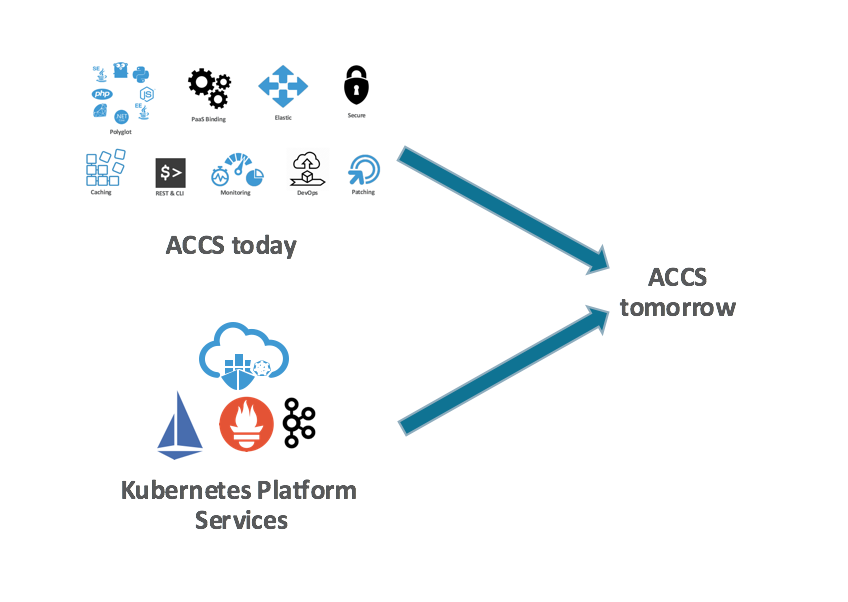 SE
php
JS
EE
.NET
Polyglot
PaaS Binding
Elastic
Secure
$>
Caching
REST & CLI
Monitoring
DevOps
Patching
ACCS today
ACCS
tomorrow
Kubernetes Platform
Services